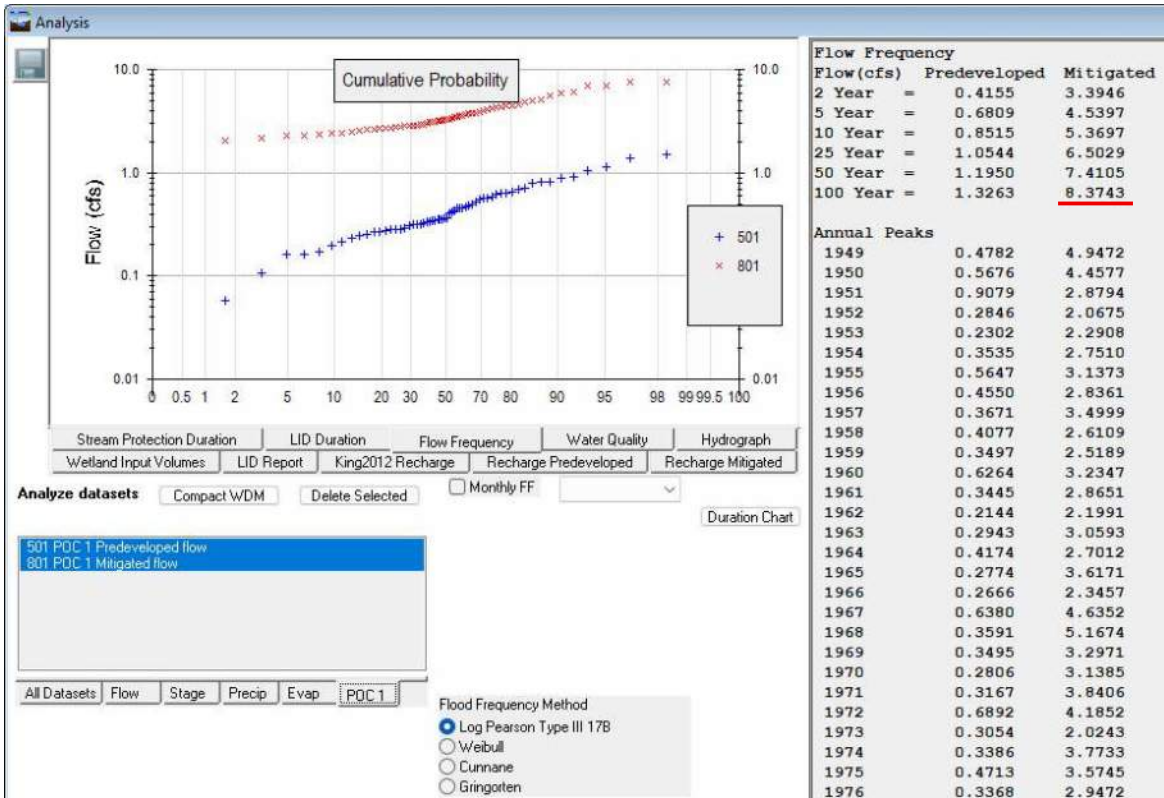 Analysis
10.0
1.0
0.1
0.01
Flow (cfs)
Cumulative Probability
10.0
1.0
0.1
0.01
501
801
0 0.5 1 2 5 10 20 30 50 70 80 90 95 98 99 99.5 100
Stream Protection Duration LID Duration Flow Frequency Water Quality Hydrograph
Wetland Input Volumes LID Report King2012 Recharge Recharge Predeveloped Recharge Mitigated
Analyze datasets Compact WDM Delete Selected Monthly FF
Duration Chart
501 POC 1 Predeveloped flow
801 POC 1 Mitigated flow
All Datasets Flow Stage Precip Evap POC 1
Flood Frequency Method
Log Pearson Type III 17B
Weibull
Cunnane
Gringorten
Flow Frequency
Flow(cfs) Predeveloped Mitigated
2 Year = 0.4155 3.3946
5 Year = 0.6809 4.5397
10 Year = 0.8515 5.3697
25 Year = 1.0544 6.5029
50 Year = 1.1950 7.4105
100 Year = 1.3263 8.3743
Annual Peaks
1949 0.4782 4.9472
1950 0.5676 4.4577
1951 0.9079 2.8794
1952 0.2846 2.0675
1953 0.2302 2.2908
1954 0.3535 2.7510
1955 0.5647 3.1373
1956 0.4550 2.8361
1957 0.3671 3.4999
1958 0.4077 2.6109
1959 0.3497 2.5189
1960 0.6264 3.2347
1961 0.3445 2.8651
1962 0.2144 2.1991
1963 0.2943 3.0593
1964 0.4174 2.7012
1965 0.2774 3.6171
1966 0.2666 2.3457
1967 0.6380 4.6352
1968 0.3591 5.1674
1969 0.3495 3.2971
1970 0.2806 3.1385
1971 0.3167 3.8406
1972 0.6892 4.1852
1973 0.3054 2.0243
1974 0.3386 3.7733
1975 0.4713 3.5745
1976 0.3368 2.9472